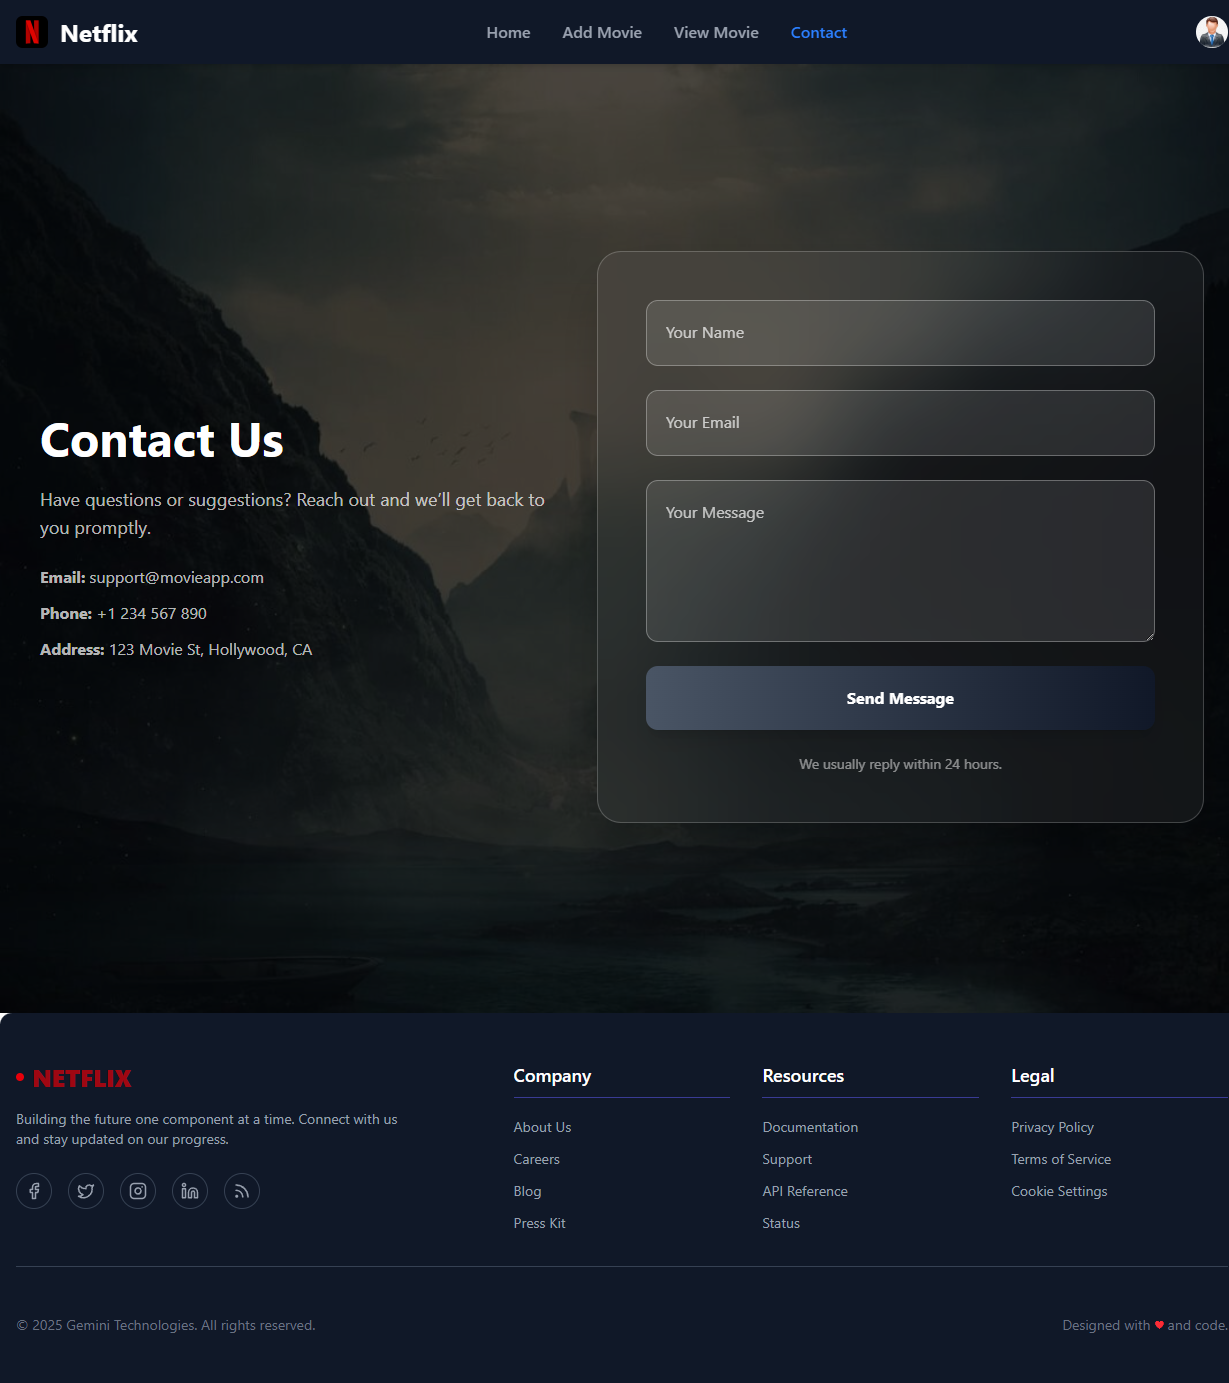 Netflix
Home
Add Movie
View Movie
Contact
Contact Us
Have questions or suggestions? Reach out and we’ll get back to
you promptly.
Email: support@movieapp.com
Phone: +1 234 567 890
Address: 123 Movie St, Hollywood, CA
Your Name
Your Email
Your Message
Send Message
We usually reply within 24 hours.
NETFLIX
Building the future one component at a time. Connect with us
and stay updated on our progress.
Company
About Us
Careers
Blog
Press Kit
Resources
Documentation
Support
API Reference
Status
Legal
Privacy Policy
Terms of Service
Cookie Settings
© 2025 Gemini Technologies. All rights reserved.
Designed with ♥ and code.